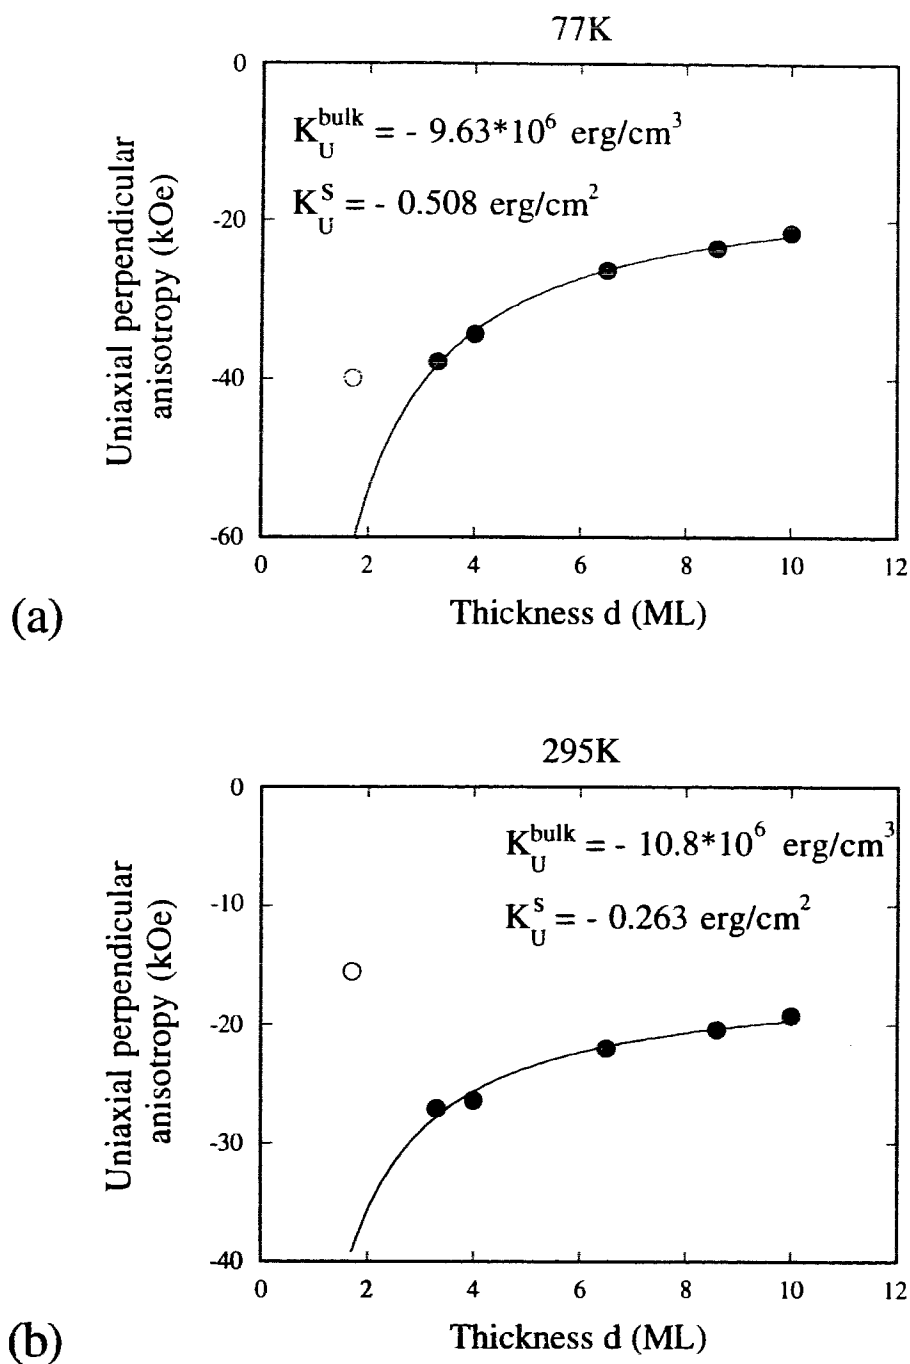 77K
0
-20
-40
-60
Uniaxial perpendicular
anisotropy (kOe)
K_U^bulk = - 9.63*10^6 erg/cm^3
K_U^S = - 0.508 erg/cm^2
0 2 4 6 8 10 12
Thickness d (ML)
(a)
295K
0
-10
-20
-30
-40
Uniaxial perpendicular
anisotropy (kOe)
K_U^bulk = - 10.8*10^6 erg/cm^3
K_U^s = - 0.263 erg/cm^2
0 2 4 6 8 10 12
Thickness d (ML)
(b)